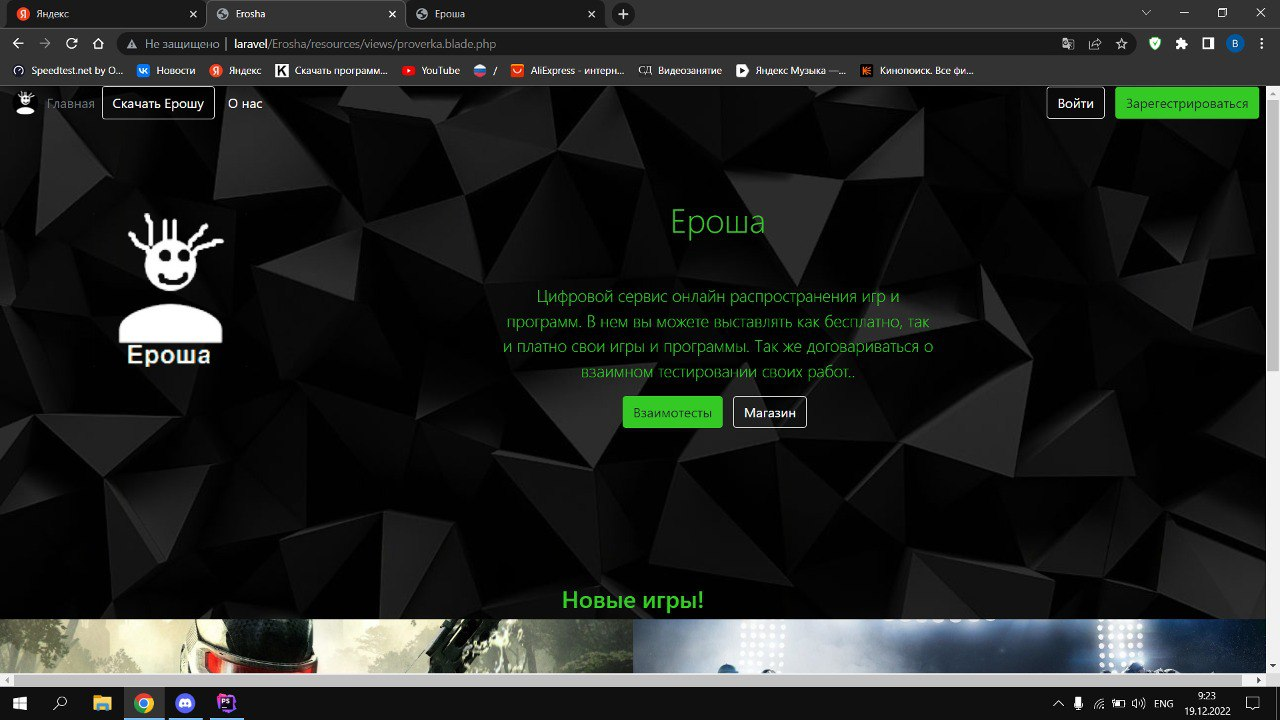 Яндекс
Erosha
Ероша
Не защищено | laravel/Erosha/resources/views/proverka.blade.php
Speedtest.net by O...
Новости
Яндекс
Скачать программ...
YouTube
/
AliExpress - интерн...
СД Видеозанятие
Яндекс Музыка —...
Кинопоиск. Все фи...
Главная
Скачать Ерошу
О нас
Войти
Зарегестрироваться
Ероша
Ероша
Цифровой сервис онлайн распространения игр и
программ. В нем вы можете выставлять как бесплатно, так
и платно свои игры и программы. Так же договариваться о
взаимном тестировании своих работ..
Взаимотесты
Магазин
Новые игры!
ENG
9:23
19.12.2022